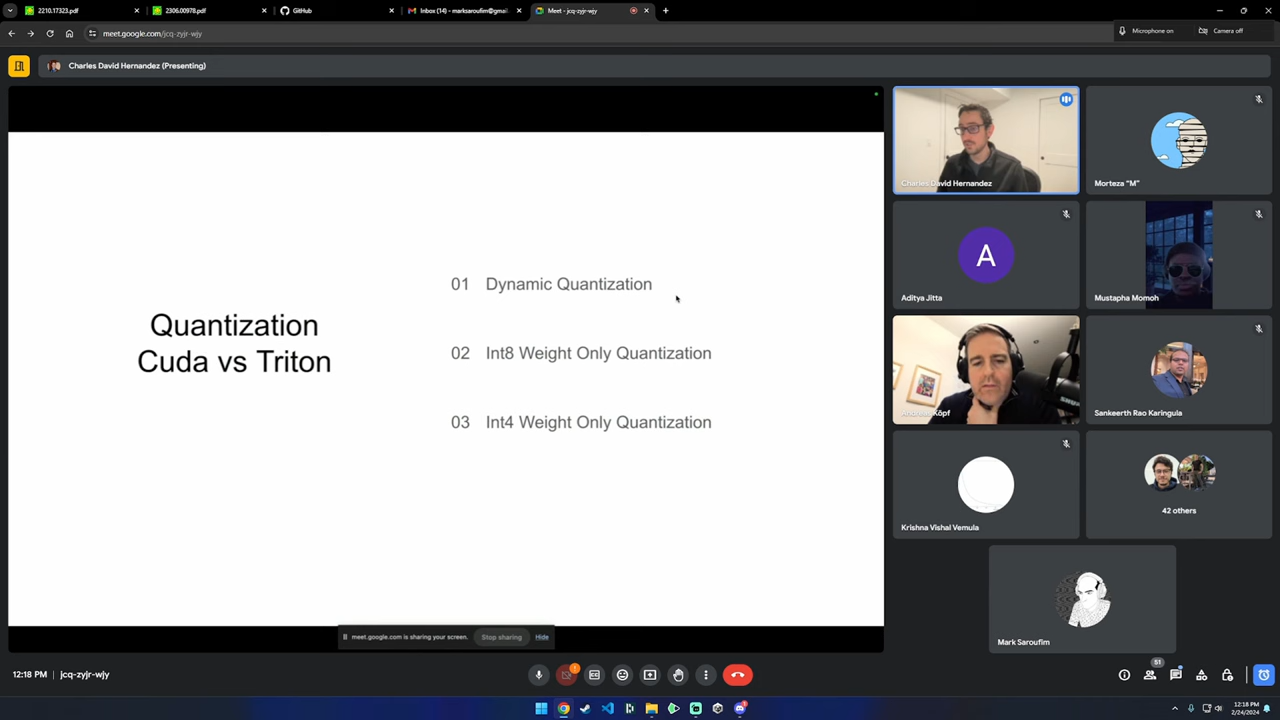 2210.17323.pdf
2306.00978.pdf
GitHub
Inbox (14) - marksaroufim@gmai
Meet - jcq-zyjr-wjy
meet.google.com/jcq-zyjr-wjy
Microphone on
Camera off
Charles David Hernandez (Presenting)
Quantization
Cuda vs Triton
01 Dynamic Quantization
02 Int8 Weight Only Quantization
03 Int4 Weight Only Quantization
meet.google.com is sharing your screen.
Stop sharing
Hide
Charles David Hernandez
Morteza "M"
A
Aditya Jitta
Mustapha Momoh
Andreas Köpf
Sankeerth Rao Karingula
Krishna Vishal Vemula
42 others
Mark Saroufim
12:18 PM
jcq-zyjr-wjy
51
12:18 PM
2/24/2024